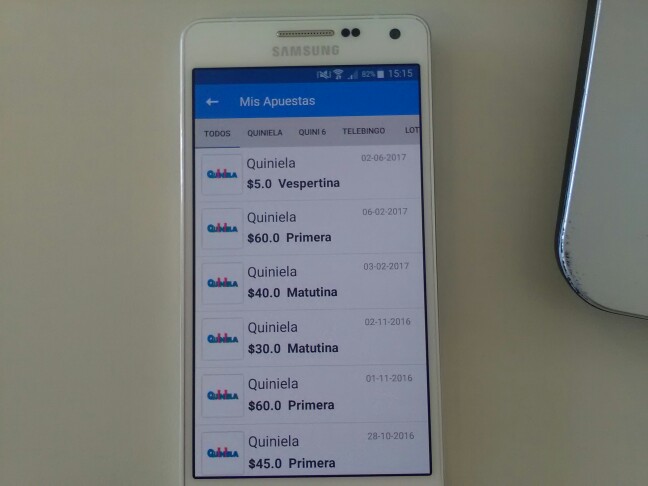 SAMSUNG
82% 15:15
Mis Apuestas
TODOS QUINIELA QUINI 6 TELEBINGO LOT
QUINIELA
Quiniela 02-06-2017
$5.0 Vespertina
QUINIELA
Quiniela 06-02-2017
$60.0 Primera
QUINIELA
Quiniela 03-02-2017
$40.0 Matutina
QUINIELA
Quiniela 02-11-2016
$30.0 Matutina
QUINIELA
Quiniela 01-11-2016
$60.0 Primera
QUINIELA
Quiniela 28-10-2016
$45.0 Primera